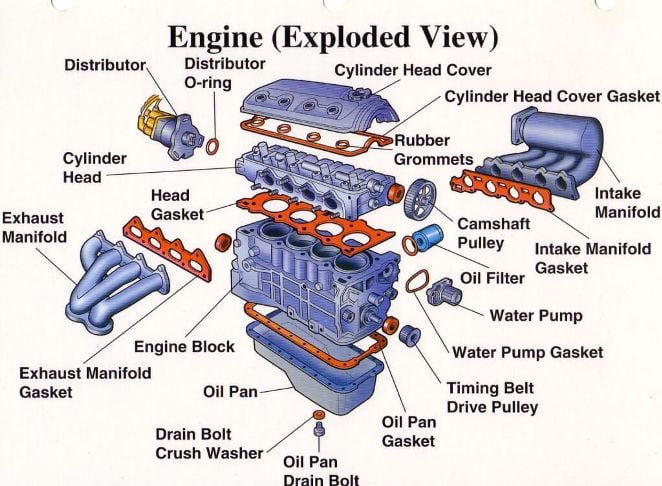 Engine (Exploded View)
Distributor
Distributor
O-ring
Cylinder Head Cover
Cylinder Head Cover Gasket
Rubber
Grommets
Cylinder
Head
Intake
Manifold
Head
Gasket
Exhaust
Manifold
Camshaft
Pulley
Intake Manifold
Gasket
Oil Filter
Water Pump
Engine Block
Water Pump Gasket
Exhaust Manifold
Gasket
Oil Pan
Timing Belt
Drive Pulley
Oil Pan
Gasket
Drain Bolt
Crush Washer
Oil Pan
Drain Bolt